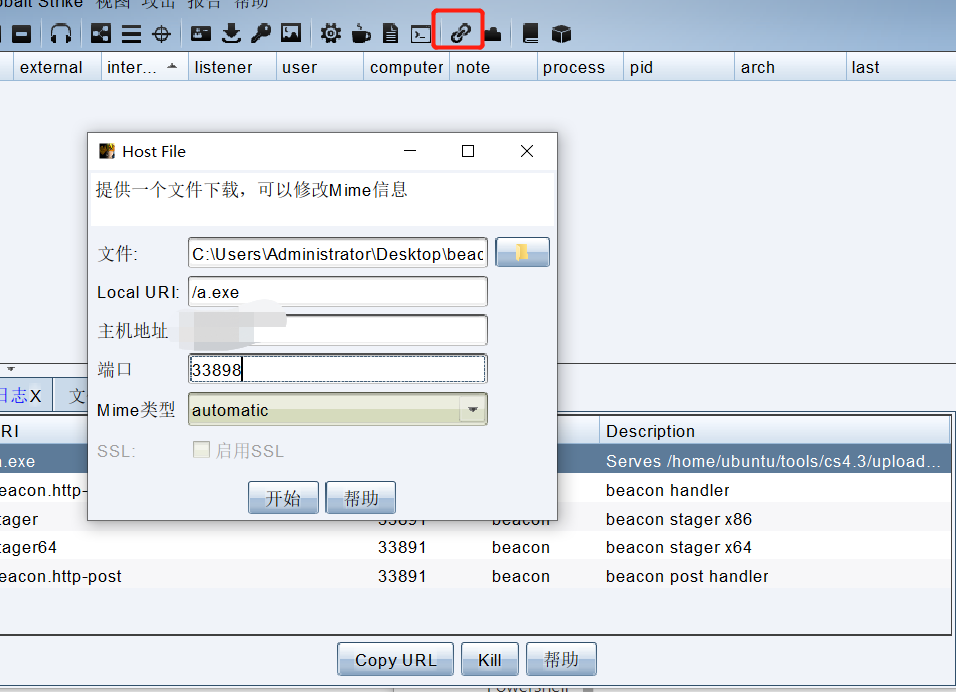 obalt Strike 视图 攻击 报告 帮助
external inter... listener user computer note process pid arch last
Host File
提供一个文件下载，可以修改Mime信息
文件: C:\Users\Administrator\Desktop\beac
Local URI: /a.exe
主机地址
端口 33898
Mime类型 automatic
SSL: 启用SSL
开始 帮助
日志X 文
RI Description
a.exe Serves /home/ubuntu/tools/cs4.3/upload...
eacon.http- beacon handler
tager 33891 beacon beacon stager x86
tager64 33891 beacon beacon stager x64
eacon.http-post 33891 beacon beacon post handler
Copy URL Kill 帮助
Powershell